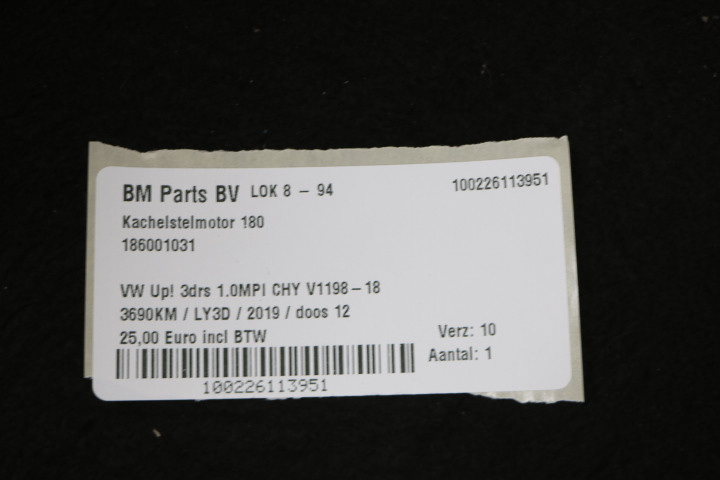 BM Parts BV LOK 8 - 94 100226113951
Kachelstelmotor 180
186001031
VW Up! 3drs 1.0MPI CHY V1198-18
3690KM / LY3D / 2019 / doos 12
25,00 Euro incl BTW Verz: 10
Aantal: 1
100226113951